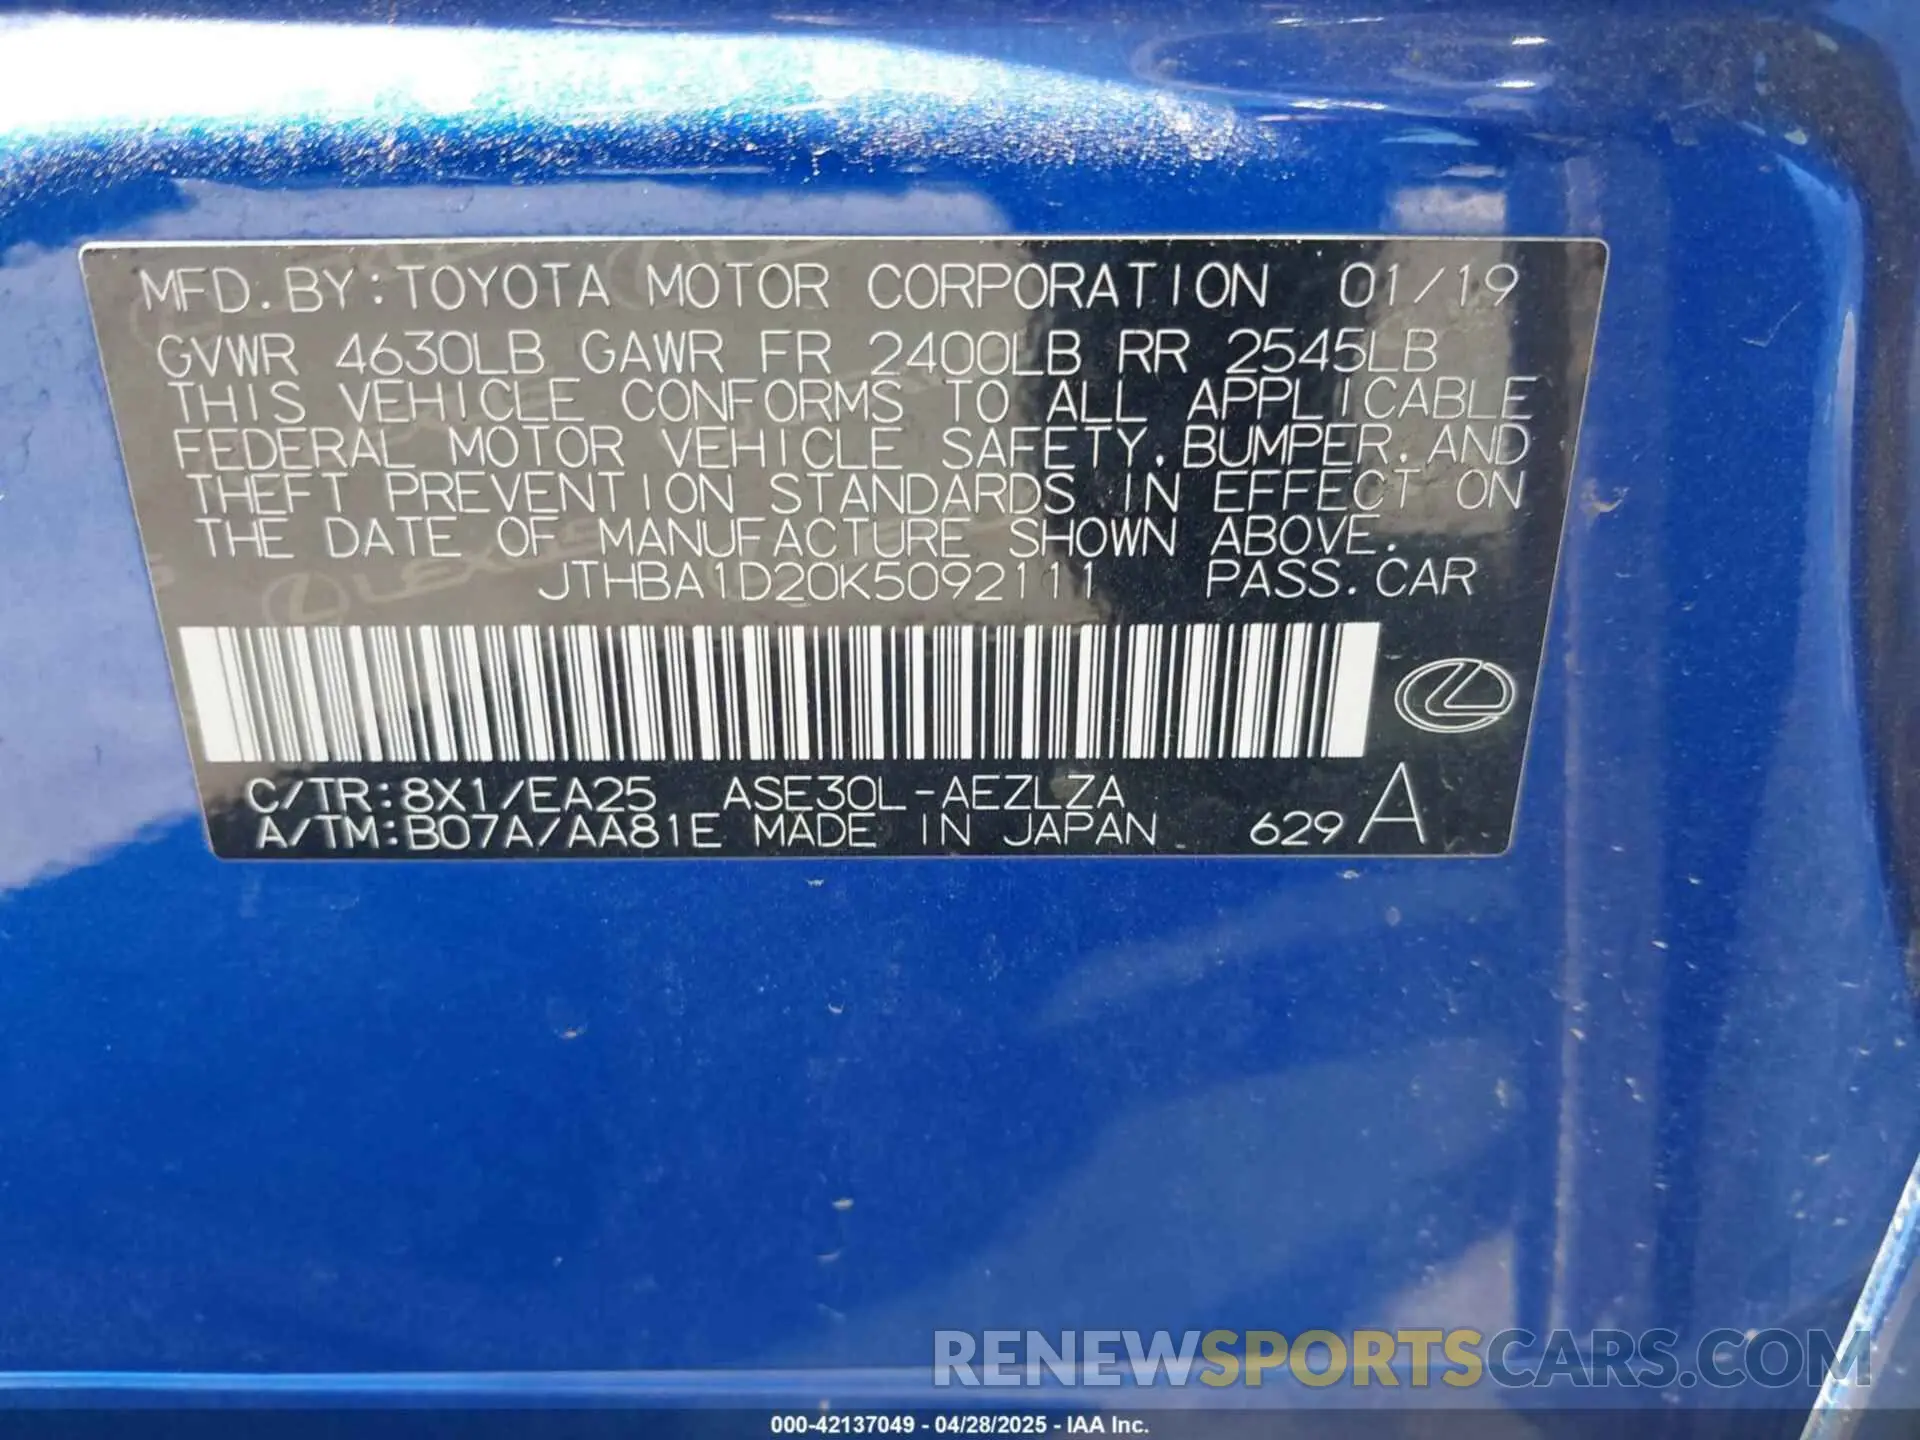 MFD. BY: TOYOTA MOTOR CORPORATION 01/19
GVWR 4630LB GAWR FR 2400LB RR 2545LB
THIS VEHICLE CONFORMS TO ALL APPLICABLE
FEDERAL MOTOR VEHICLE SAFETY, BUMPER, AND
THEFT PREVENTION STANDARDS IN EFFECT ON
THE DATE OF MANUFACTURE SHOWN ABOVE.
JTHBA1D20K5092111 PASS. CAR
C/TR: 8X1/EA25 ASE30L-AEZLZA
A/TM: B07A/AA81E MADE IN JAPAN 629 A
RENEWSPORTSCARS.COM
000-42137049 - 04/28/2025 - IAA Inc.